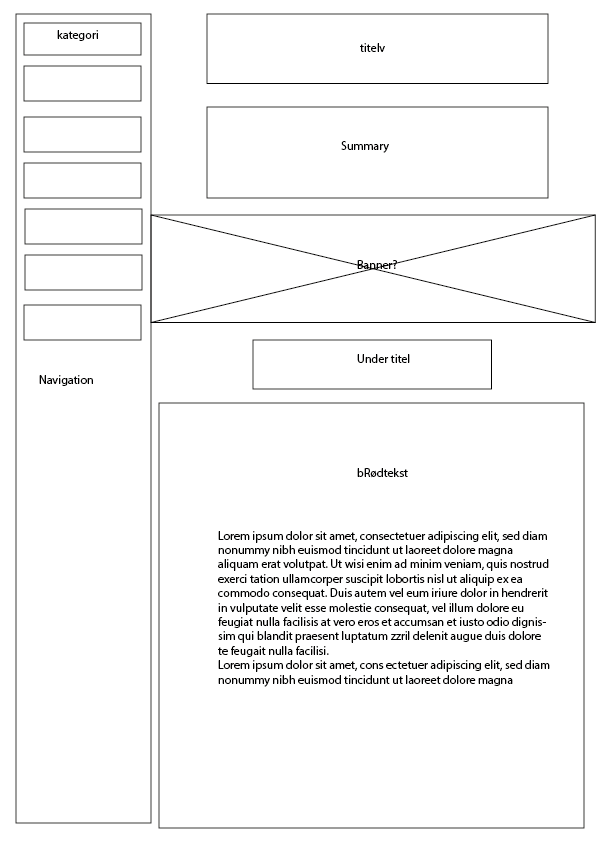 kategori
Navigation
titelv
Summary
Banner?
Under titel
bRødtekst
Lorem ipsum dolor sit amet, consectetuer adipiscing elit, sed diam
nonummy nibh euismod tincidunt ut laoreet dolore magna
aliquam erat volutpat. Ut wisi enim ad minim veniam, quis nostrud
exerci tation ullamcorper suscipit lobortis nisl ut aliquip ex ea
commodo consequat. Duis autem vel eum iriure dolor in hendrerit
in vulputate velit esse molestie consequat, vel illum dolore eu
feugiat nulla facilisis at vero eros et accumsan et iusto odio dignis-
sim qui blandit praesent luptatum zzril delenit augue duis dolore
te feugait nulla facilisi.
Lorem ipsum dolor sit amet, cons ectetuer adipiscing elit, sed diam
nonummy nibh euismod tincidunt ut laoreet dolore magna